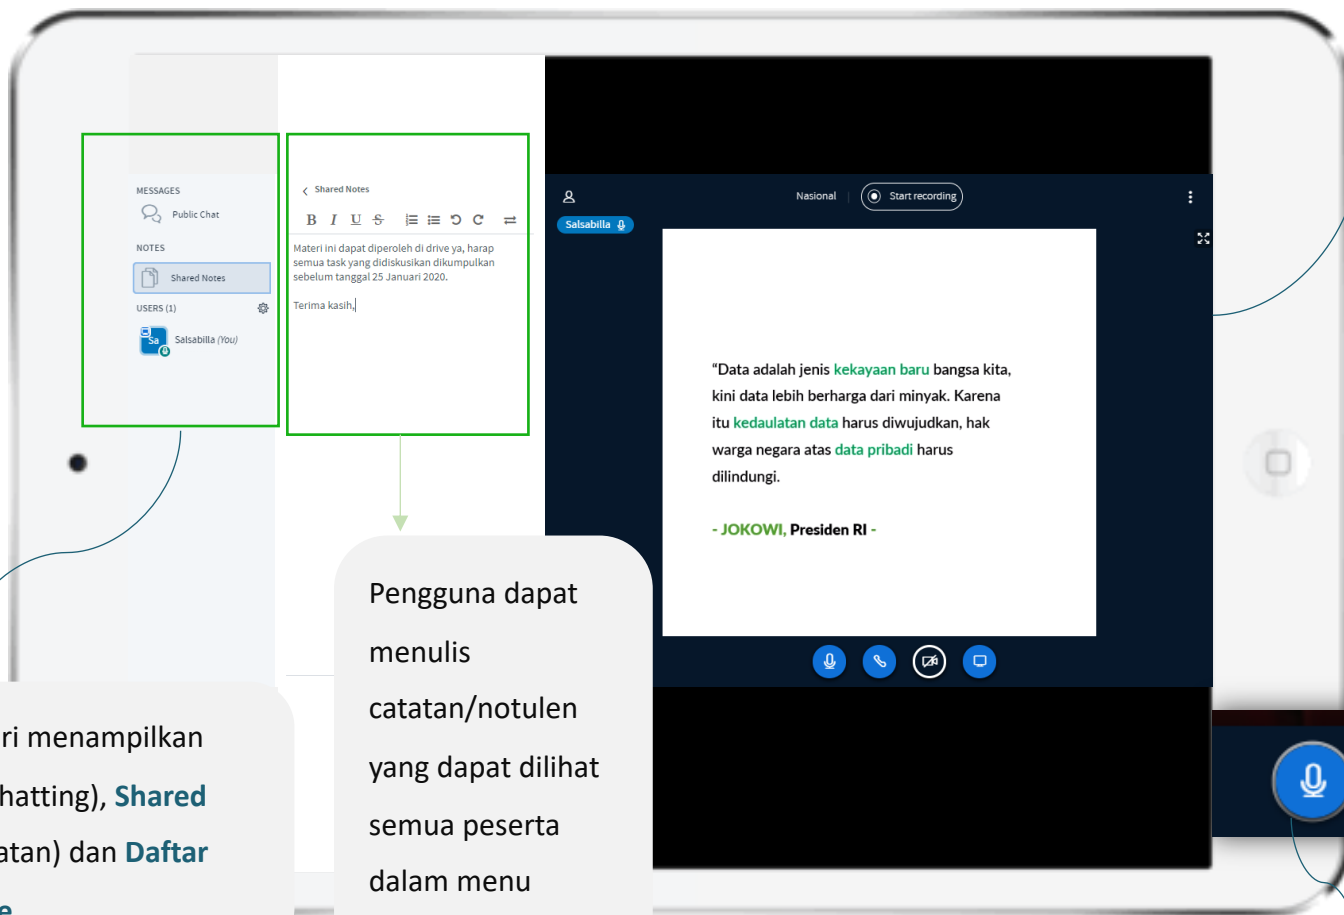 MESSAGES
Public Chat
NOTES
Shared Notes
USERS (1)
Sa
Salsabilla (You)
Shared Notes
B I U S
Materi ini dapat diperoleh di drive ya, harap
semua task yang didiskusikan dikumpulkan
sebelum tanggal 25 Januari 2020.
Terima kasih,
Nasional
Start recording
Salsabilla
“Data adalah jenis kekayaan baru bangsa kita,
kini data lebih berharga dari minyak. Karena
itu kedaulatan data harus diwujudkan, hak
warga negara atas data pribadi harus
dilindungi.
- JOKOWI, Presiden RI -
Pengguna dapat
menulis
catatan/notulen
yang dapat dilihat
semua peserta
dalam menu
ri menampilkan
hatting), Shared
atan) dan Daftar